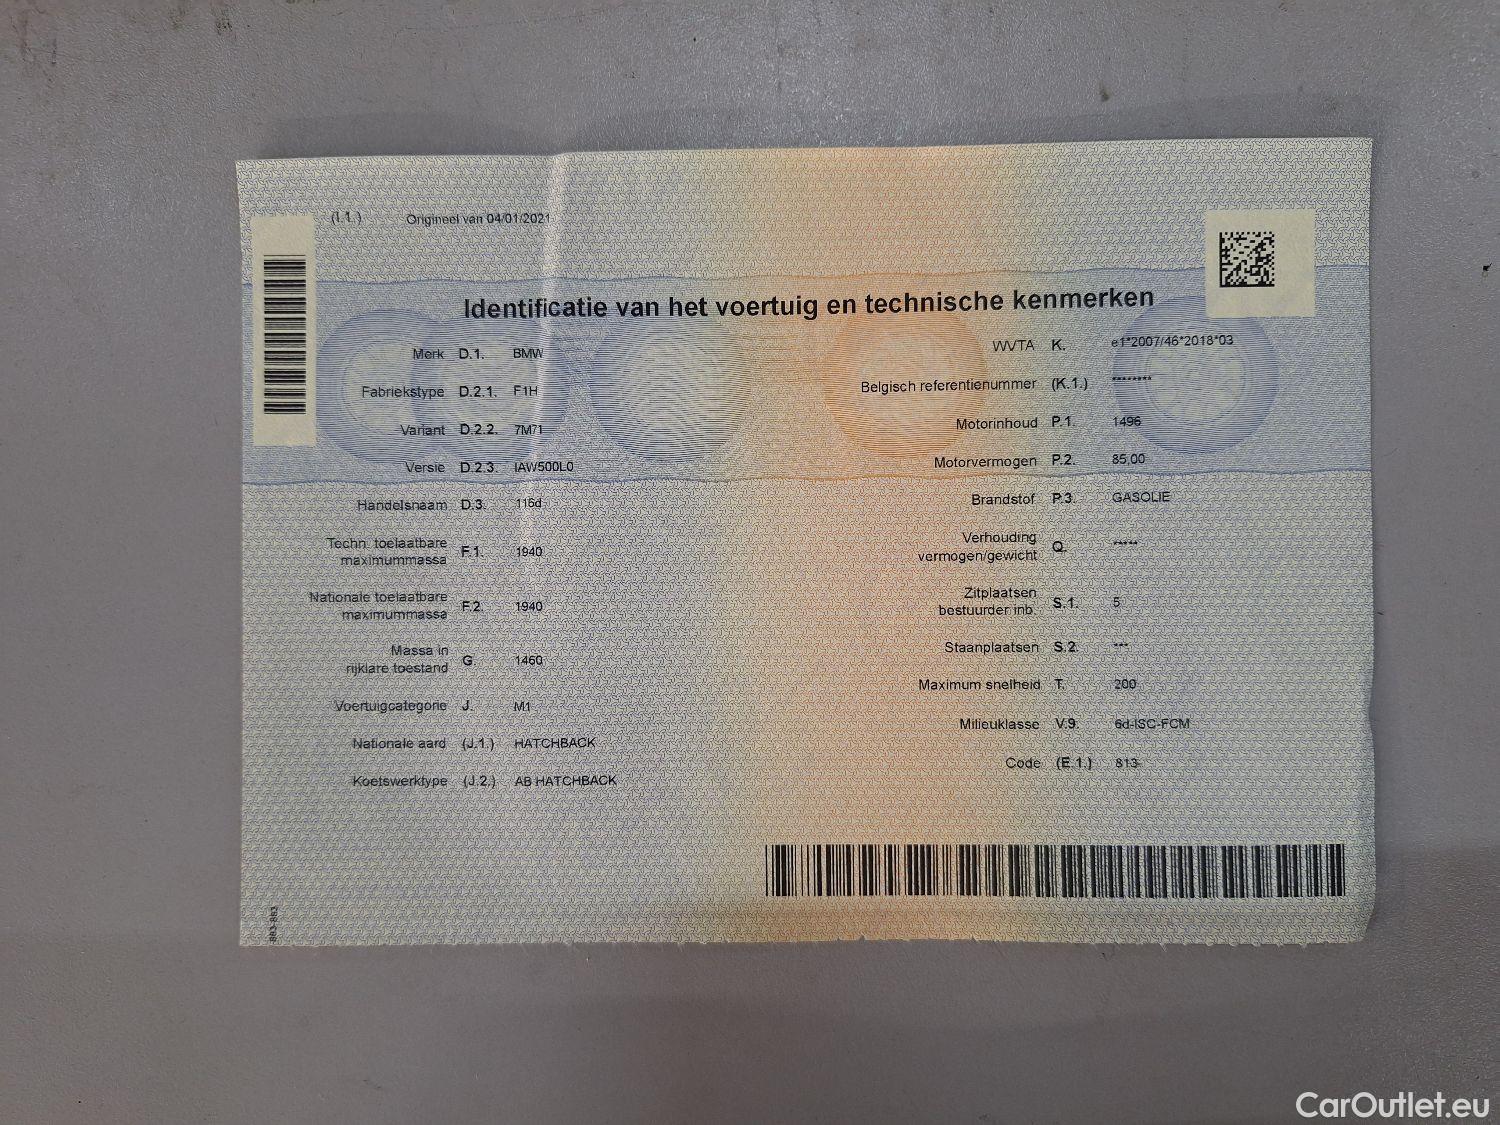 (I.1.) Origineel van 04/01/2021
Identificatie van het voertuig en technische kenmerken
Merk D.1. BMW
Fabriekstype D.2.1. F1H
Variant D.2.2. 7M71
Versie D.2.3. IAW500L0
Handelsnaam D.3. 116d
Techn. toelaatbare
maximummassa F.1. 1940
Nationale toelaatbare
maximummassa F.2. 1940
Massa in
rijklare toestand G. 1460
Voertuigcategorie J. M1
Nationale aard (J.1.) HATCHBACK
Koetswerktype (J.2.) AB HATCHBACK
WVTA K. e1*2007/46*2018*03
Belgisch referentienummer (K.1.) ********
Motorinhoud P.1. 1496
Motorvermogen P.2. 85,00
Brandstof P.3. GASOLIE
Verhouding
vermogen/gewicht Q. *****
Zitplaatsen
bestuurder inb. S.1. 5
Staanplaatsen S.2. ***
Maximum snelheid T. 200
Milieuklasse V.9. 6d-ISC-FCM
Code (E.1.) 813-
883-883
CarOutlet.eu